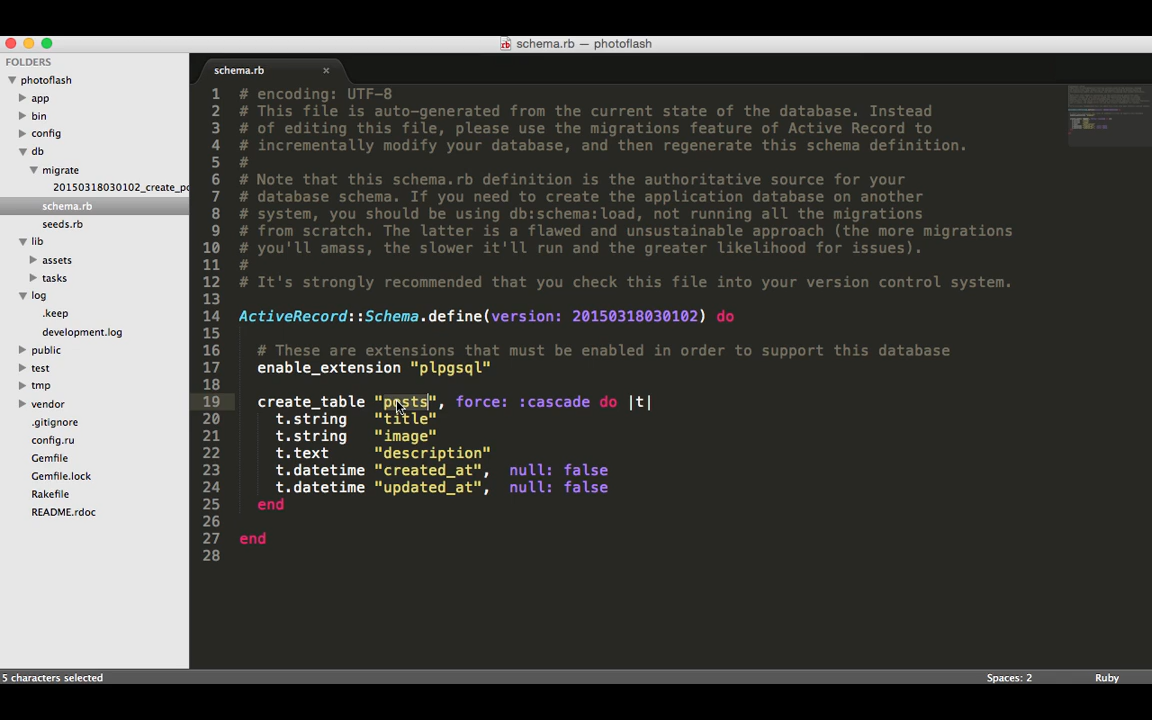 schema.rb — photoflash
FOLDERS
photoflash
app
bin
config
db
migrate
20150318030102_create_po
schema.rb
seeds.rb
lib
assets
tasks
log
.keep
development.log
public
test
tmp
vendor
.gitignore
config.ru
Gemfile
Gemfile.lock
Rakefile
README.rdoc
schema.rb ×
1 # encoding: UTF-8
2 # This file is auto-generated from the current state of the database. Instead
3 # of editing this file, please use the migrations feature of Active Record to
4 # incrementally modify your database, and then regenerate this schema definition.
5 #
6 # Note that this schema.rb definition is the authoritative source for your
7 # database schema. If you need to create the application database on another
8 # system, you should be using db:schema:load, not running all the migrations
9 # from scratch. The latter is a flawed and unsustainable approach (the more migrations
10 # you'll amass, the slower it'll run and the greater likelihood for issues).
11 #
12 # It's strongly recommended that you check this file into your version control system.
13
14 ActiveRecord::Schema.define(version: 20150318030102) do
15
16   # These are extensions that must be enabled in order to support this database
17   enable_extension "plpgsql"
18
19   create_table "posts", force: :cascade do |t|
20     t.string   "title"
21     t.string   "image"
22     t.text     "description"
23     t.datetime "created_at",  null: false
24     t.datetime "updated_at",  null: false
25   end
26
27 end
28
5 characters selected
Spaces: 2
Ruby